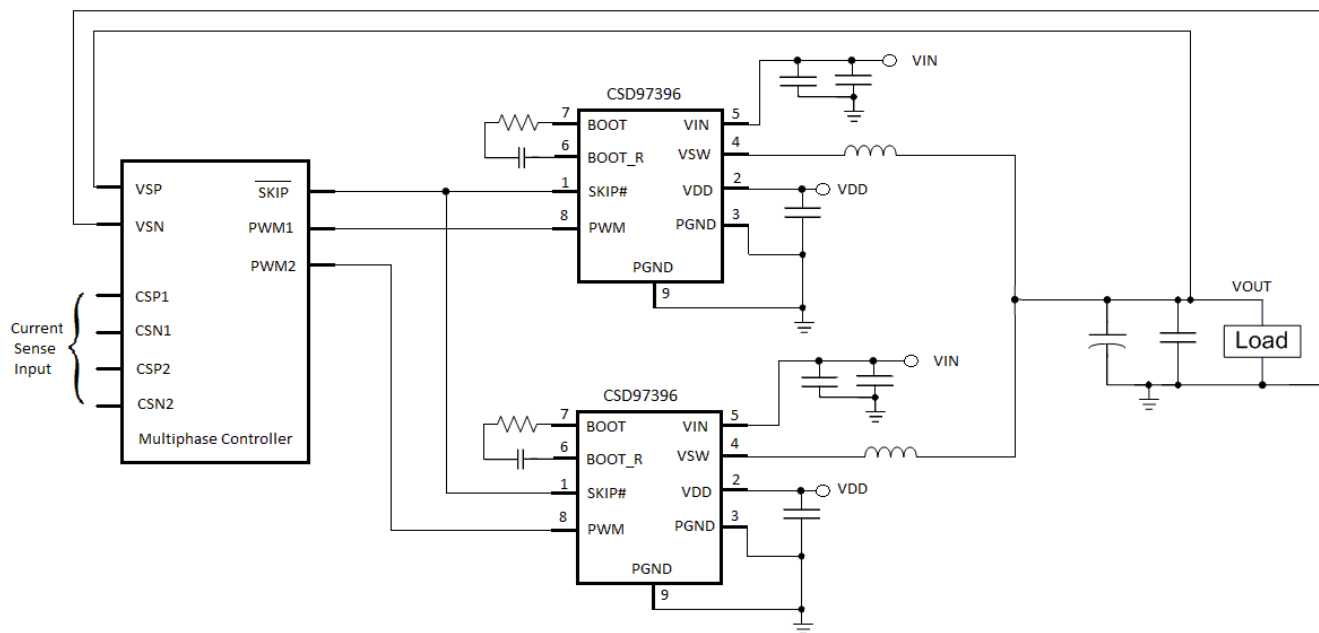 VIN
CSD97396
7
BOOT
VIN
5
6
BOOT_R
VSW
4
1
SKIP#
VDD
2
VDD
8
PWM
PGND
3
PGND
9
VSP
SKIP
VSN
PWM1
PWM2
CSP1
CSN1
CSP2
CSN2
Multiphase Controller
Current
Sense
Input
VOUT
Load
VIN
CSD97396
7
BOOT
VIN
5
6
BOOT_R
VSW
4
1
SKIP#
VDD
2
VDD
8
PWM
PGND
3
PGND
9